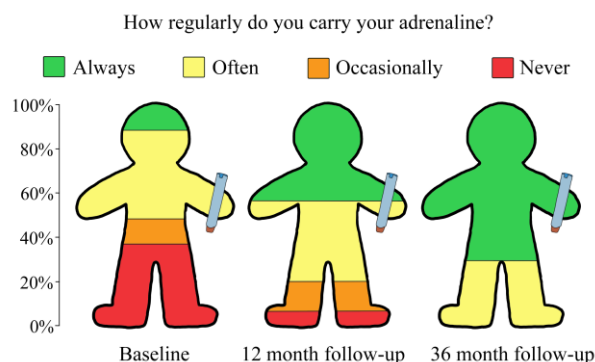 How regularly do you carry your adrenaline?
Always Often Occasionally Never
100%
80%
60%
40%
20%
0%
Baseline 12 month follow-up 36 month follow-up